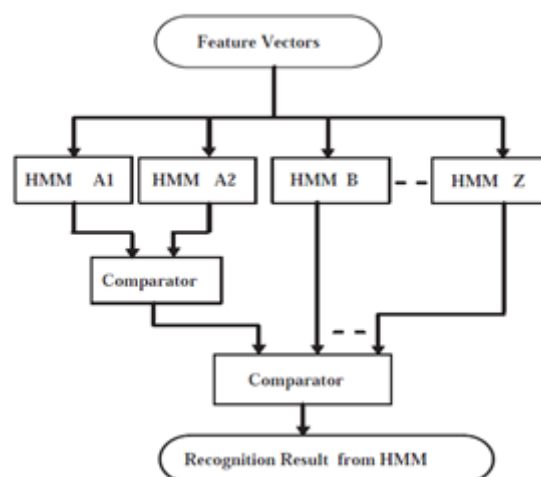 Feature Vectors
HMM A1
HMM A2
HMM B
HMM Z
Comparator
Comparator
Recognition Result from HMM